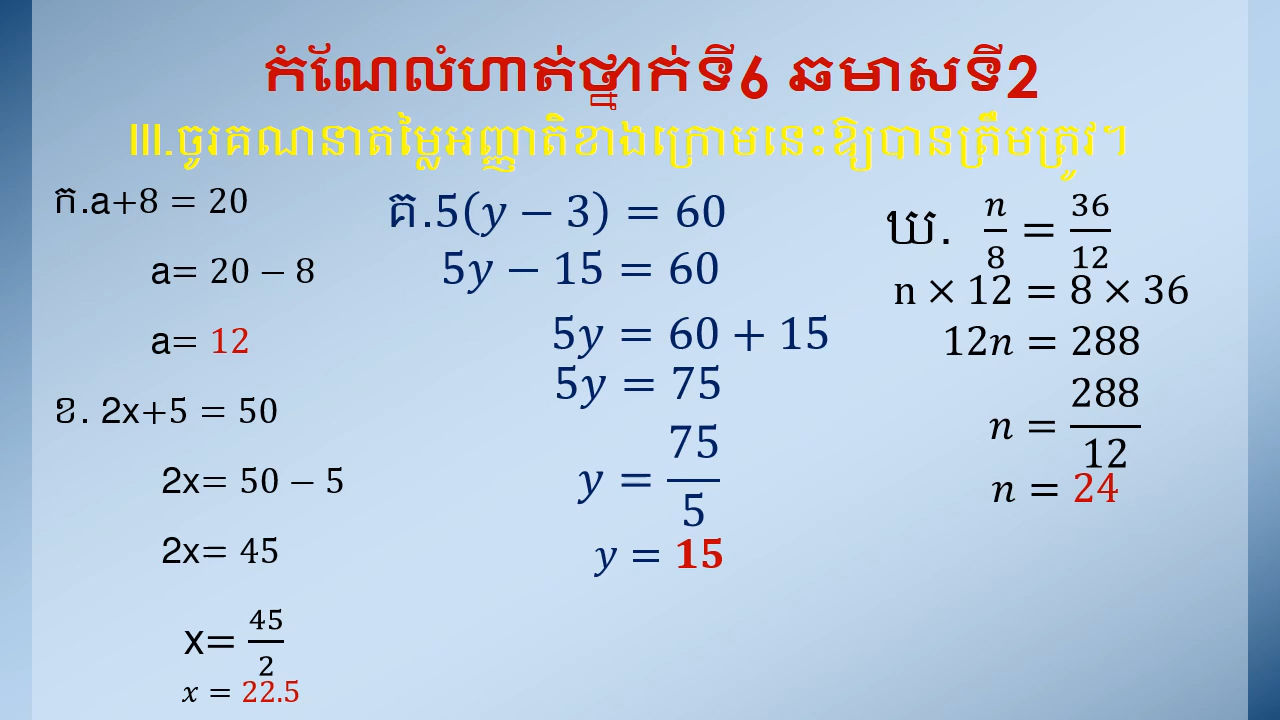 កំណែលំហាត់ថ្នាក់ទី6 ឆមាសទី2
III.ចូរគណនាតម្លៃអញ្ញាតិខាងក្រោមនេះឱ្យបានត្រឹមត្រូវ។
ក.a+8 = 20
a= 20 − 8
a= 12
ខ. 2x+5 = 50
2x= 50 − 5
2x= 45
x= 45/2
x = 22.5
គ.5(y − 3) = 60
5y − 15 = 60
5y = 60 + 15
5y = 75
y = 75/5
y = 15
ឃ. n/8 = 36/12
n × 12 = 8 × 36
12n = 288
n = 288/12
n = 24